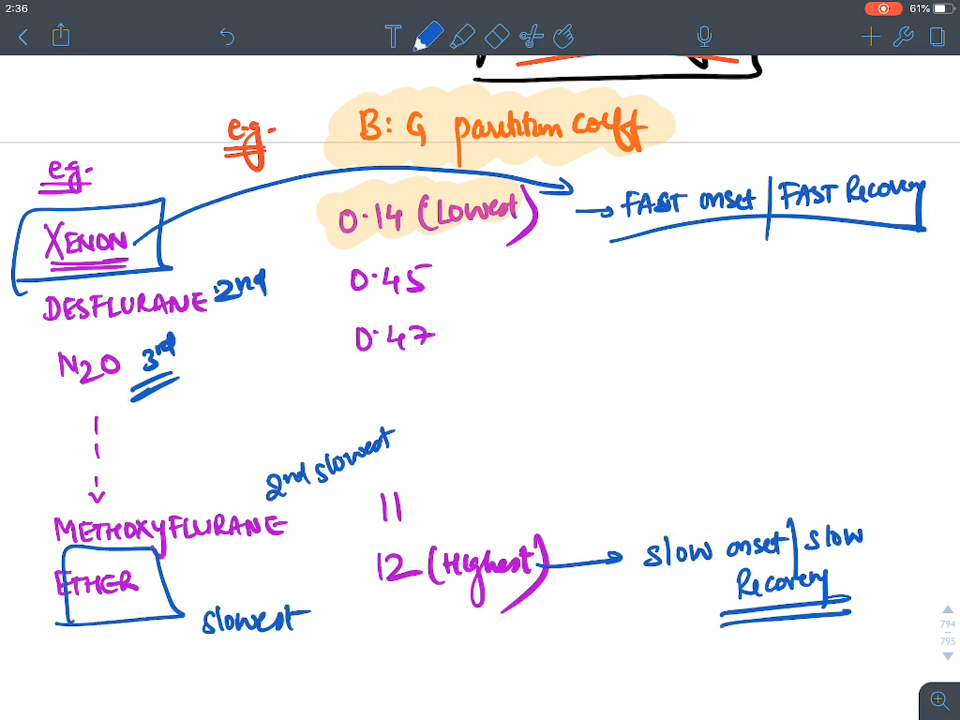 2:36
61%
T
e.g.
B:G partition coeff
e.g.
XENON
0.14 (Lowest)
→ FAST onset | FAST Recovery
DESFLURANE 2nd
0.45
N2O 3rd
0.47
2nd slowest
METHOXYFLURANE
11
ETHER
12 (Highest) → slow onset | slow
Recovery
slowest
794
795